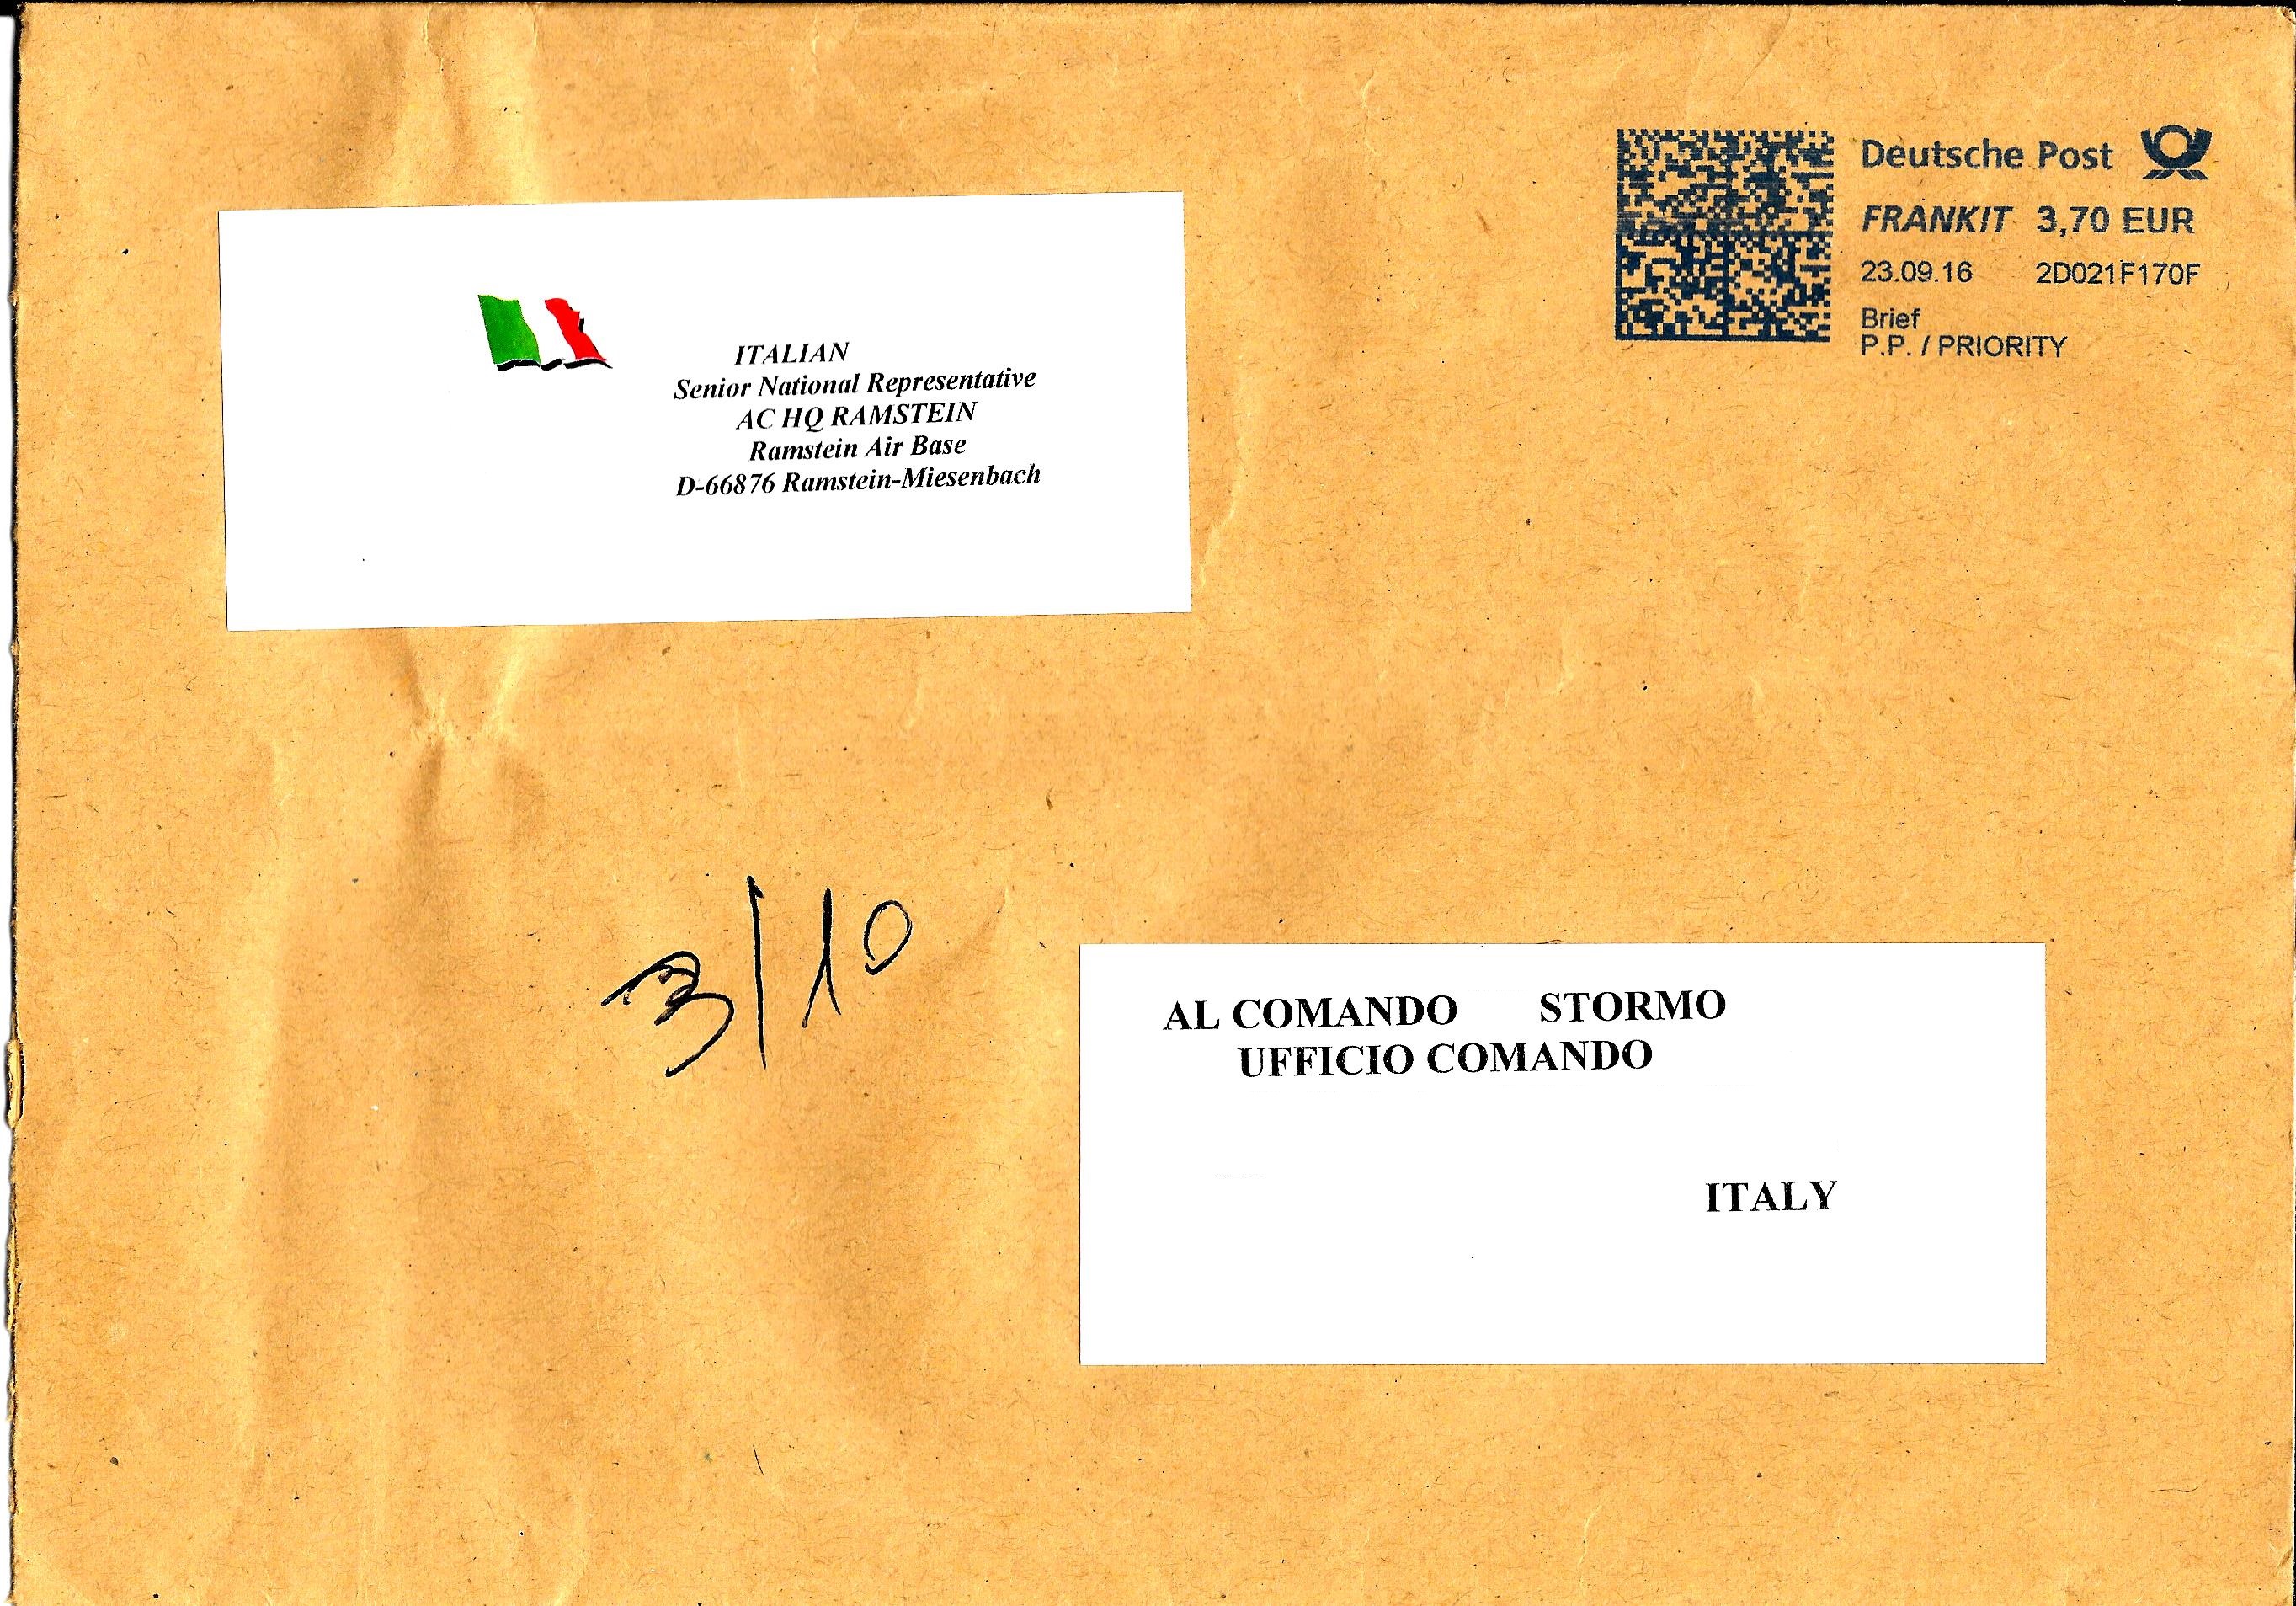 Deutsche Post
FRANKIT 3,70 EUR
23.09.16 2D021F170F
Brief
P.P. / PRIORITY
ITALIAN
Senior National Representative
AC HQ RAMSTEIN
Ramstein Air Base
D-66876 Ramstein-Miesenbach
3/10
AL COMANDO STORMO
UFFICIO COMANDO
ITALY